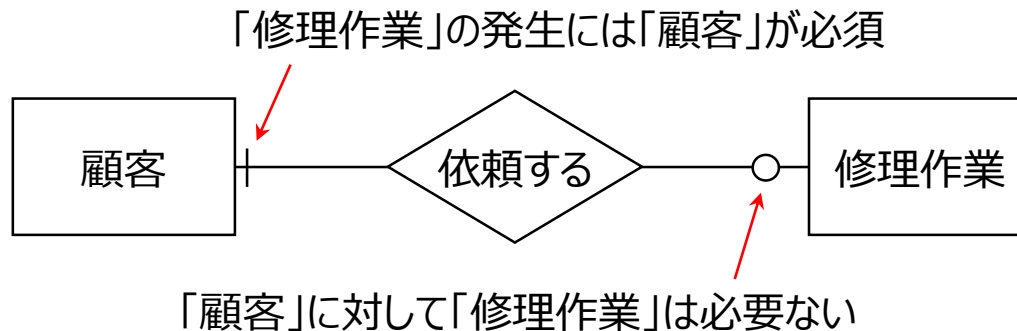 「修理作業」の発生には「顧客」が必須
顧客
依頼する
修理作業
「顧客」に対して「修理作業」は必要ない